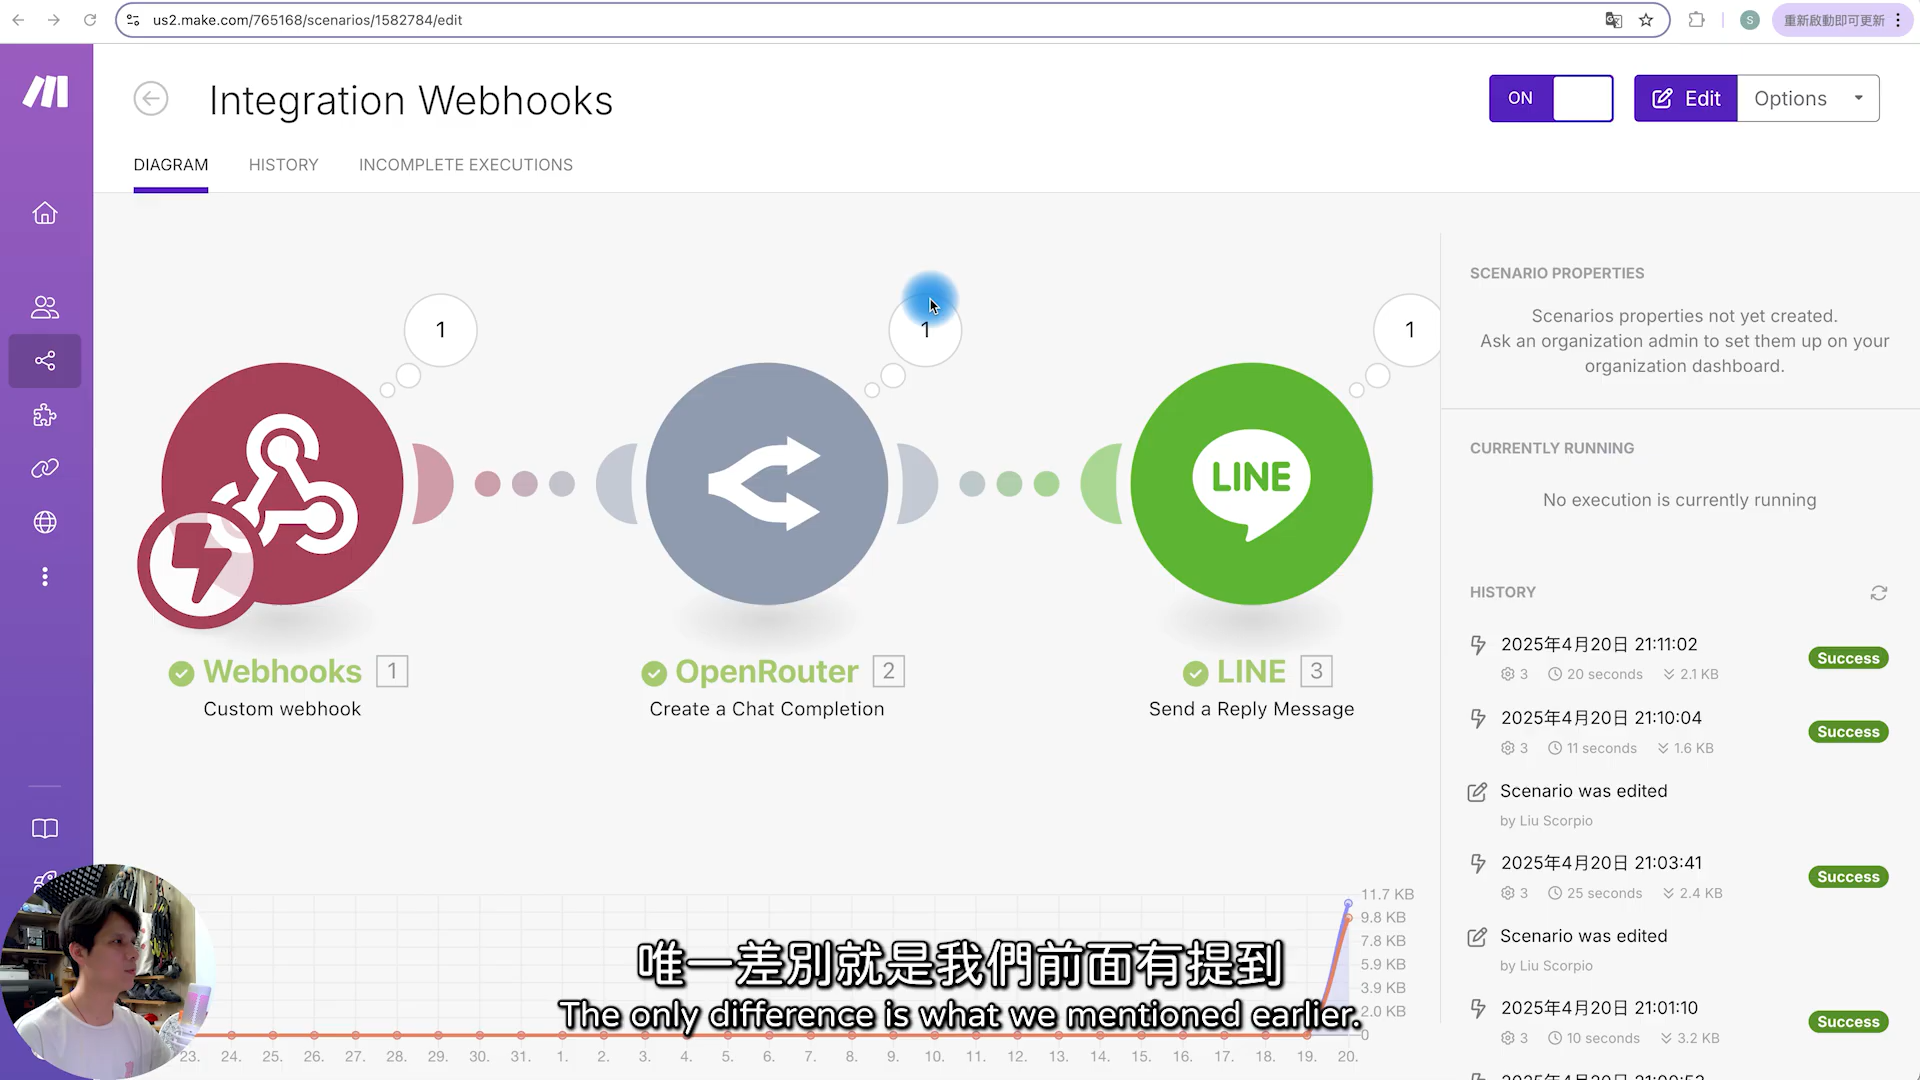 us2.make.com/765168/scenarios/1582784/edit
S
重新啟動即可更新
Integration Webhooks
ON
Edit
Options
DIAGRAM
HISTORY
INCOMPLETE EXECUTIONS
1
1
1
LINE
Webhooks 1
Custom webhook
OpenRouter 2
Create a Chat Completion
LINE 3
Send a Reply Message
SCENARIO PROPERTIES
Scenarios properties not yet created.
Ask an organization admin to set them up on your
organization dashboard.
CURRENTLY RUNNING
No execution is currently running
HISTORY
2025年4月20日 21:11:02
3 20 seconds 2.1 KB
Success
2025年4月20日 21:10:04
3 11 seconds 1.6 KB
Success
Scenario was edited
by Liu Scorpio
2025年4月20日 21:03:41
3 25 seconds 2.4 KB
Success
Scenario was edited
by Liu Scorpio
2025年4月20日 21:01:10
3 10 seconds 3.2 KB
Success
11.7 KB
9.8 KB
7.8 KB
5.9 KB
3.9 KB
2.0 KB
0
23. 24. 25. 26. 27. 28. 29. 30. 31. 1. 2. 3. 4. 5. 6. 7. 8. 9. 10. 11. 12. 13. 14. 15. 16. 17. 18. 19. 20.
唯一差別就是我們前面有提到
The only difference is what we mentioned earlier.